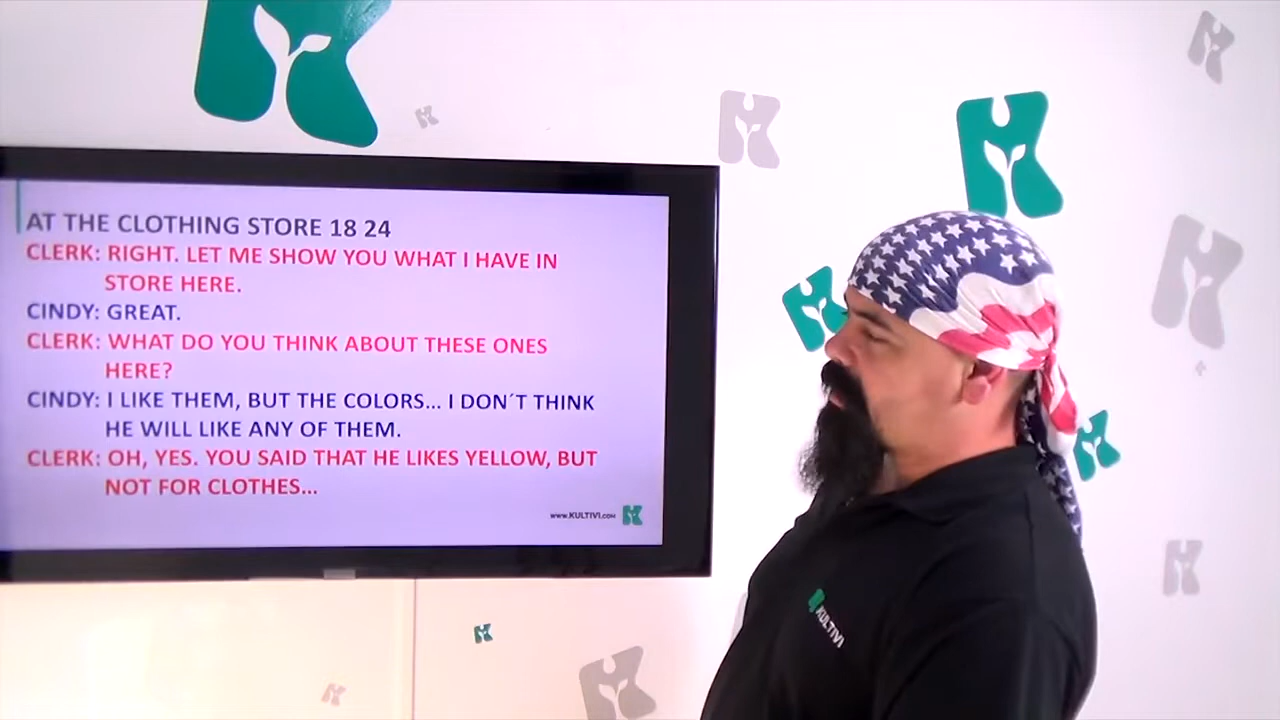 AT THE CLOTHING STORE 18 24
CLERK: RIGHT. LET ME SHOW YOU WHAT I HAVE IN
STORE HERE.
CINDY: GREAT.
CLERK: WHAT DO YOU THINK ABOUT THESE ONES
HERE?
CINDY: I LIKE THEM, BUT THE COLORS... I DON´T THINK
HE WILL LIKE ANY OF THEM.
CLERK: OH, YES. YOU SAID THAT HE LIKES YELLOW, BUT
NOT FOR CLOTHES...
www.KULTIVI.COM
KULTIVI